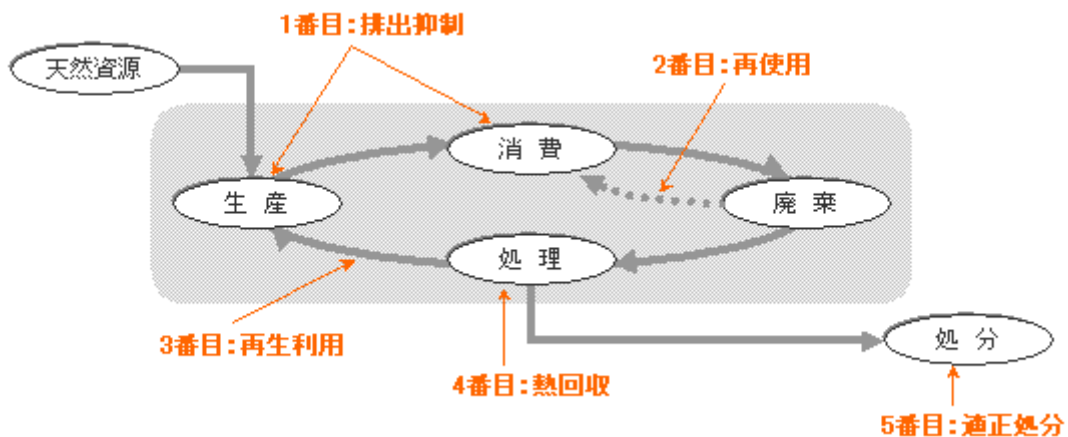 1番目:排出抑制
天然資源
2番目:再使用
消 費
生 産
廃 棄
処 理
3番目:再生利用
処 分
4番目:熱回収
5番目:適正処分